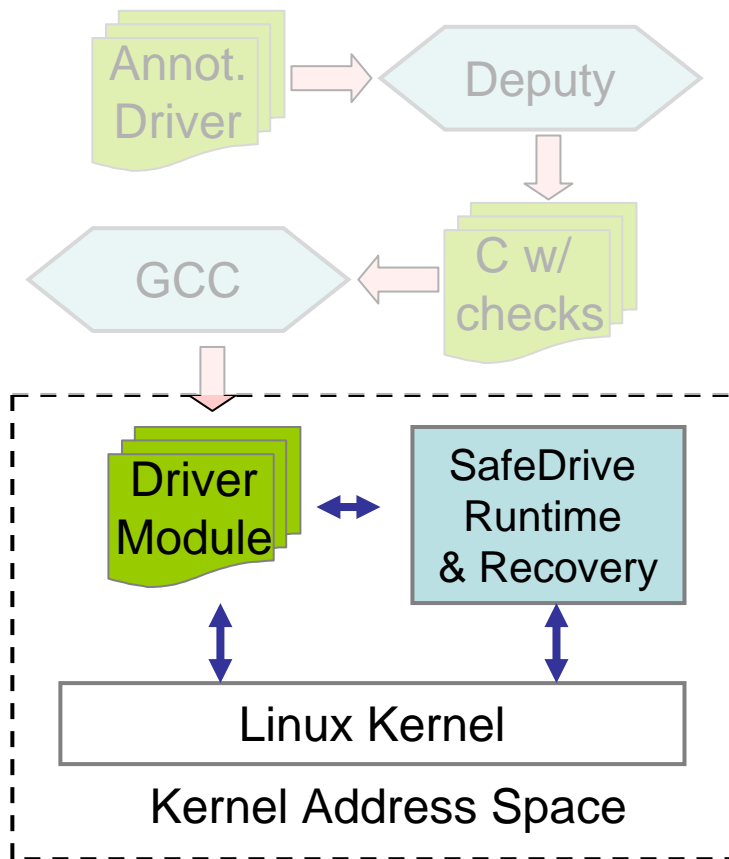 Annot.
Driver
Deputy
C w/
checks
GCC
Driver
Module
SafeDrive
Runtime
& Recovery
Linux Kernel
Kernel Address Space